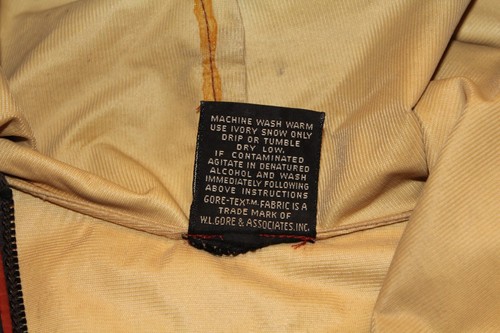 MACHINE WASH WARM
USE IVORY SNOW ONLY
DRIP OR TUMBLE
DRY LOW.
IF CONTAMINATED
AGITATE IN DENATURED
ALCOHOL AND WASH
IMMEDIATELY FOLLOWING
ABOVE INSTRUCTIONS
GORE-TEX T.M. FABRIC IS A
TRADE MARK OF
W.L. GORE & ASSOCIATES, INC.